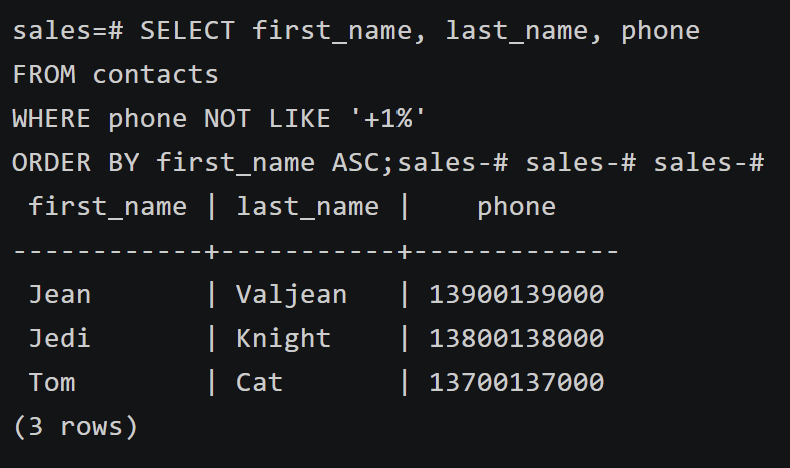 sales=# SELECT first_name, last_name, phone
FROM contacts
WHERE phone NOT LIKE '+1%'
ORDER BY first_name ASC;sales-# sales-# sales-#
 first_name | last_name |    phone
------------+-----------+-------------
 Jean       | Valjean   | 13900139000
 Jedi       | Knight    | 13800138000
 Tom        | Cat       | 13700137000
(3 rows)